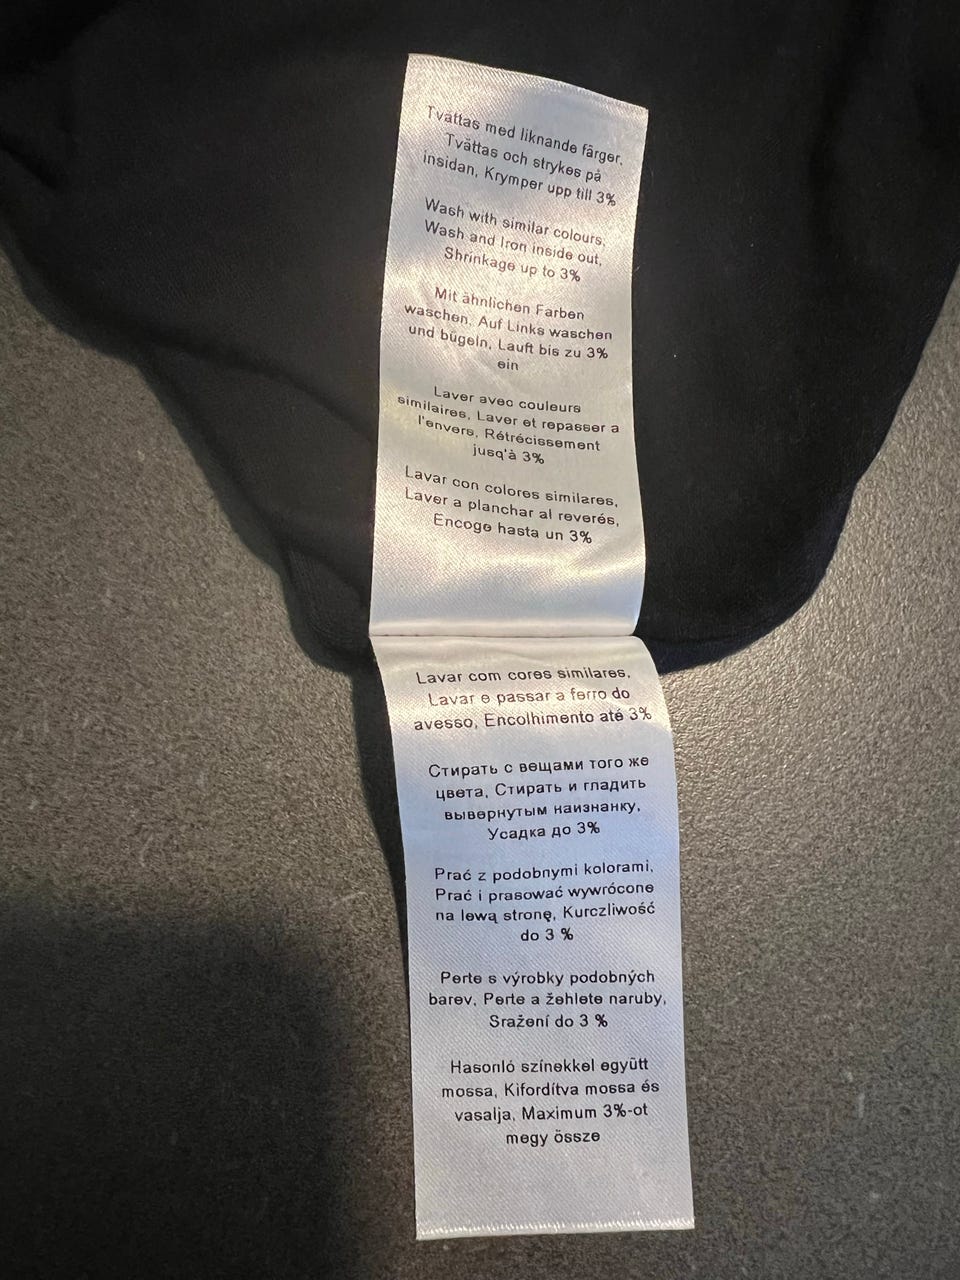 Tvättas med liknande färger,
Tvättas och strykes på
insidan, Krymper upp till 3%
Wash with similar colours,
Wash and Iron inside out,
Shrinkage up to 3%
Mit ähnlichen Farben
waschen, Auf Links waschen
und bügeln, Lauft bis zu 3%
ein
Laver avec couleurs
similaires, Laver et repasser a
l'envers, Rétrécissement
jusq'à 3%
Lavar con colores similares,
Laver a planchar al reverés,
Encoge hasta un 3%
Lavar com cores similares,
Lavar e passar a ferro do
avesso, Encolhimento até 3%
Стирать с вещами того же
цвета, Стирать и гладить
вывернутым наизнанку,
Усадка до 3%
Prać z podobnymi kolorami,
Prać i prasować wywrócone
na lewą stronę, Kurczliwość
do 3 %
Perte s výrobky podobných
barev, Perte a žehlete naruby,
Sražení do 3 %
Hasonló színekkel együtt
mossa, Kifordítva mossa és
vasalja, Maximum 3%-ot
megy össze